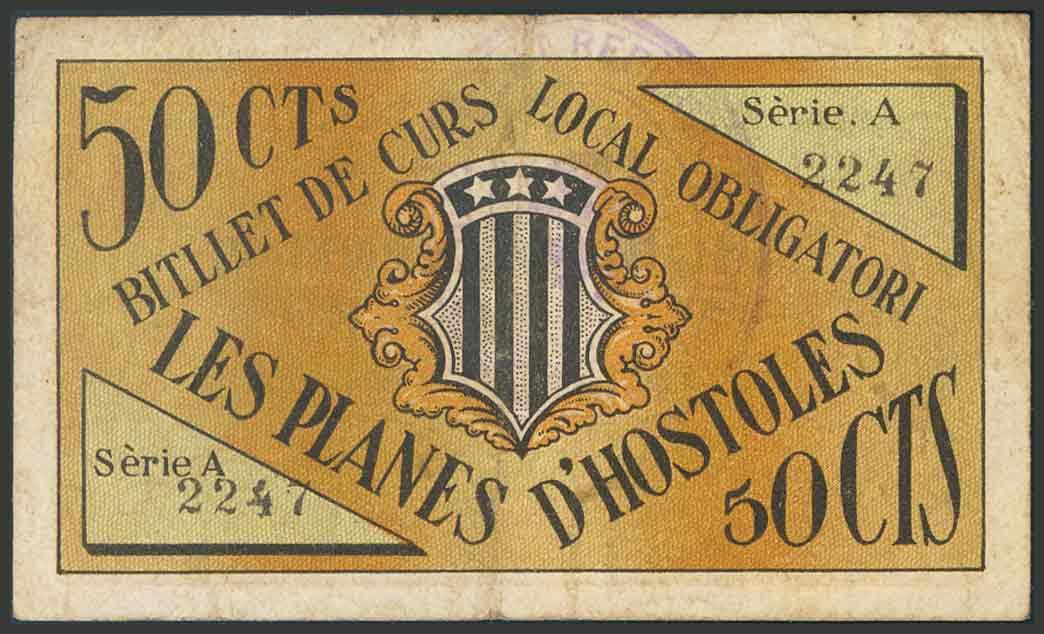 50 CTS
BITLLET DE CURS LOCAL OBLIGATORI
Sèrie. A
2247
LES PLANES D'HOSTOLES
Sèrie A
2247
50 CTS